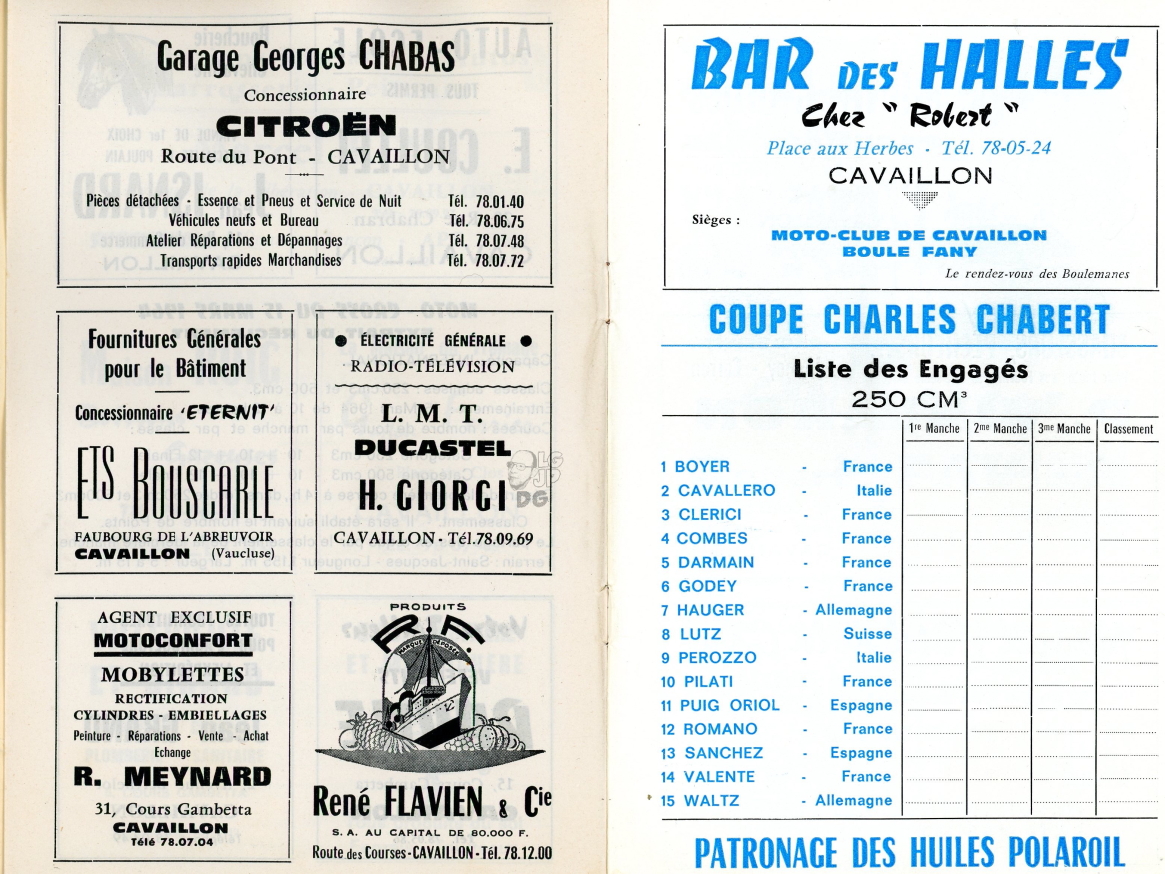 Garage Georges CHABAS
Concessionnaire
CITROËN
Route du Pont - CAVAILLON
Pièces détachées - Essence et Pneus et Service de Nuit Tél. 78.01.40
Véhicules neufs et Bureau Tél. 78.06.75
Atelier Réparations et Dépannages Tél. 78.07.48
Transports rapides Marchandises Tél. 78.07.72
Fournitures Générales
pour le Bâtiment
Concessionnaire 'ETERNIT'
ETS BOUSCARLE
FAUBOURG DE L'ABREUVOIR
CAVAILLON (Vaucluse)
● ÉLECTRICITÉ GÉNÉRALE ●
RADIO-TÉLÉVISION
L. M. T.
DUCASTEL
H. GIORGI
CAVAILLON - Tél. 78.09.69
LG
JP
DG
AGENT EXCLUSIF
MOTOCONFORT
MOBYLETTES
RECTIFICATION
CYLINDRES - EMBIELLAGES
Peinture - Réparations - Vente - Achat
Echange
R. MEYNARD
31, Cours Gambetta
CAVAILLON
Télé 78.07.04
PRODUITS
R.F.
MARQUE DÉPOSÉE
René FLAVIEN & Cie
S. A. AU CAPITAL DE 80.000 F.
Route des Courses - CAVAILLON - Tél. 78.12.00
BAR DES HALLES
Chez " Robert "
Place aux Herbes - Tél. 78-05-24
CAVAILLON
Sièges :
MOTO-CLUB DE CAVAILLON
BOULE FANY
Le rendez-vous des Boulemanes
COUPE CHARLES CHABERT
Liste des Engagés
250 CM³
1re Manche 2me Manche 3me Manche Classement
1 BOYER - France
2 CAVALLERO - Italie
3 CLERICI - France
4 COMBES - France
5 DARMAIN - France
6 GODEY - France
7 HAUGER - Allemagne
8 LUTZ - Suisse
9 PEROZZO - Italie
10 PILATI - France
11 PUIG ORIOL - Espagne
12 ROMANO - France
13 SANCHEZ - Espagne
14 VALENTE - France
15 WALTZ - Allemagne
PATRONAGE DES HUILES POLAROIL